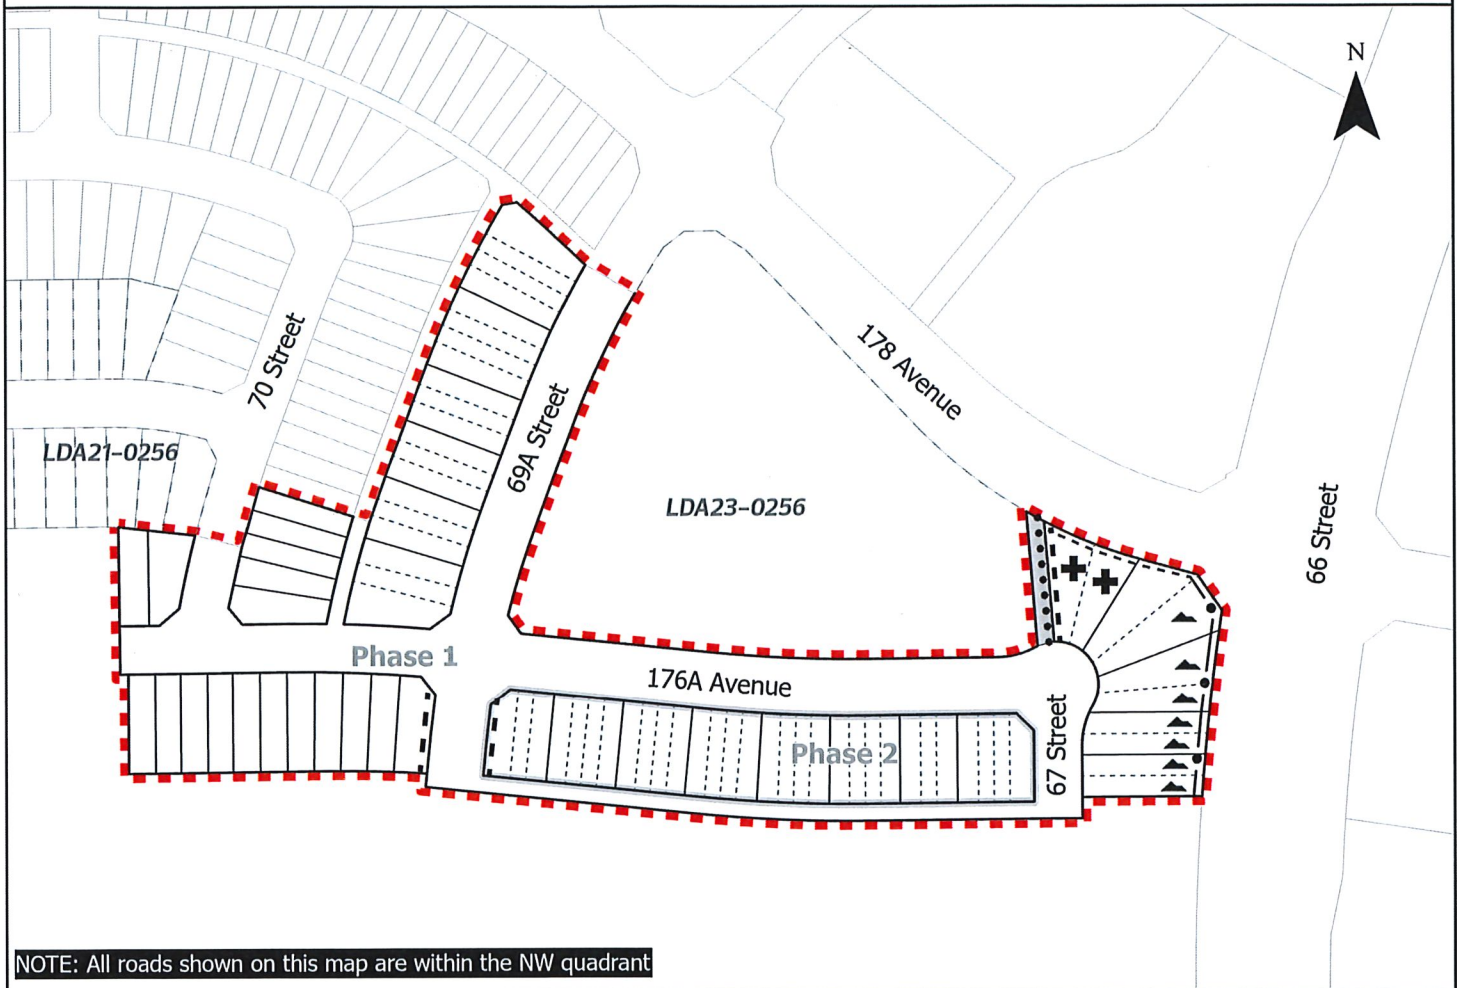 N
178 Avenue
70 Street
69A Street
LDA21-0256
LDA23-0256
66 Street
Phase 1
176A Avenue
67 Street
Phase 2
NOTE: All roads shown on this map are within the NW quadrant